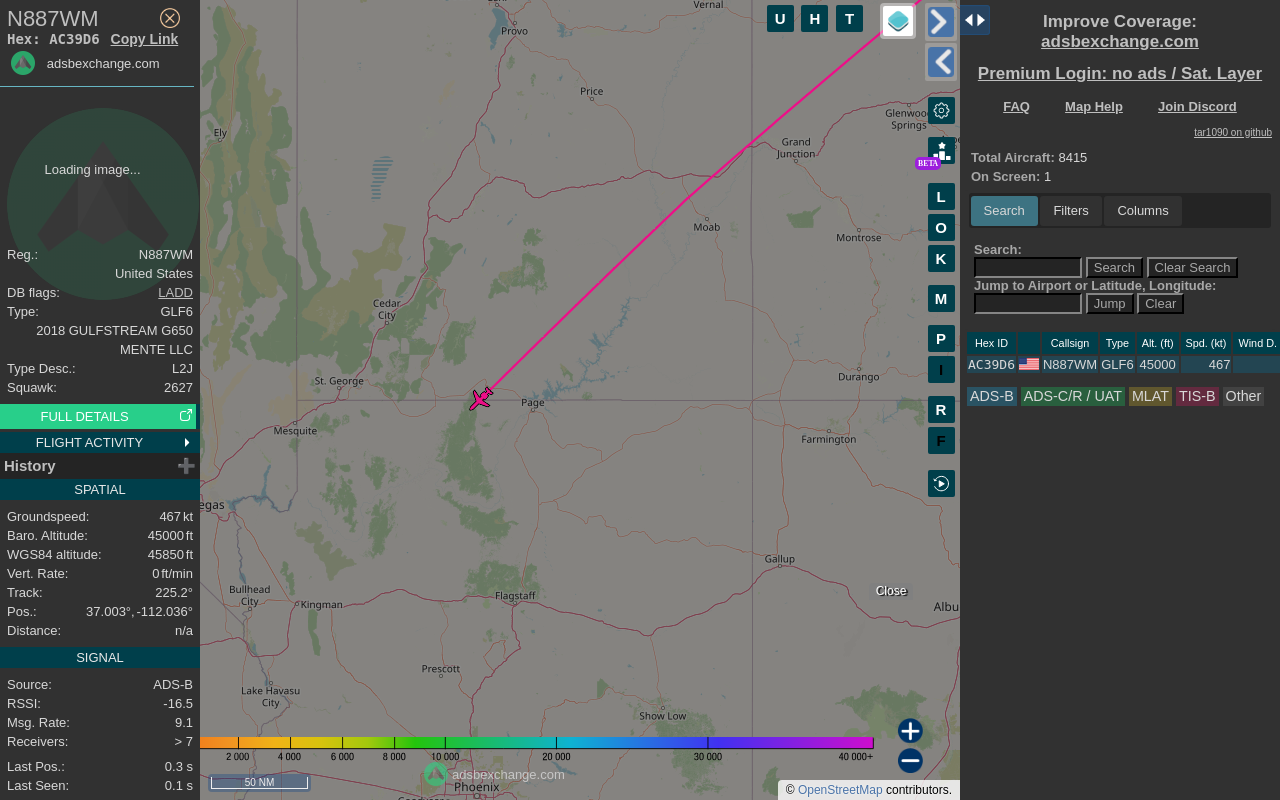 N887WM
Hex: AC39D6 Copy Link
adsbexchange.com
Loading image...
Reg.: N887WM
United States
DB flags: LADD
Type: GLF6
2018 GULFSTREAM G650
MENTE LLC
Type Desc.: L2J
Squawk: 2627
FULL DETAILS
FLIGHT ACTIVITY
History
SPATIAL
Groundspeed: 467 kt
Baro. Altitude: 45000 ft
WGS84 altitude: 45850 ft
Vert. Rate: 0 ft/min
Track: 225.2°
Pos.: 37.003°, -112.036°
Distance: n/a
SIGNAL
Source: ADS-B
RSSI: -16.5
Msg. Rate: 9.1
Receivers: > 7
Last Pos.: 0.3 s
Last Seen: 0.1 s
Vernal
Provo
Price
Ely
Glenwood
Springs
Grand
Junction
Moab
Montrose
Cedar
City
St. George
Page
Durango
Mesquite
Farmington
egas
Gallup
Bullhead
City
Kingman
Flagstaff
Albu
Prescott
Lake Havasu
City
Show Low
Phoenix
U H T
BETA
L
O
K
M
P
I
R
F
Close
2 000 4 000 6 000 8 000 10 000 20 000 30 000 40 000+
50 NM
adsbexchange.com
© OpenStreetMap contributors.
Improve Coverage:
adsbexchange.com
Premium Login: no ads / Sat. Layer
FAQ Map Help Join Discord
tar1090 on github
Total Aircraft: 8415
On Screen: 1
Search Filters Columns
Search:
Search Clear Search
Jump to Airport or Latitude, Longitude:
Jump Clear
Hex ID Callsign Type Alt. (ft) Spd. (kt) Wind D.
AC39D6 N887WM GLF6 45000 467
ADS-B ADS-C/R / UAT MLAT TIS-B Other